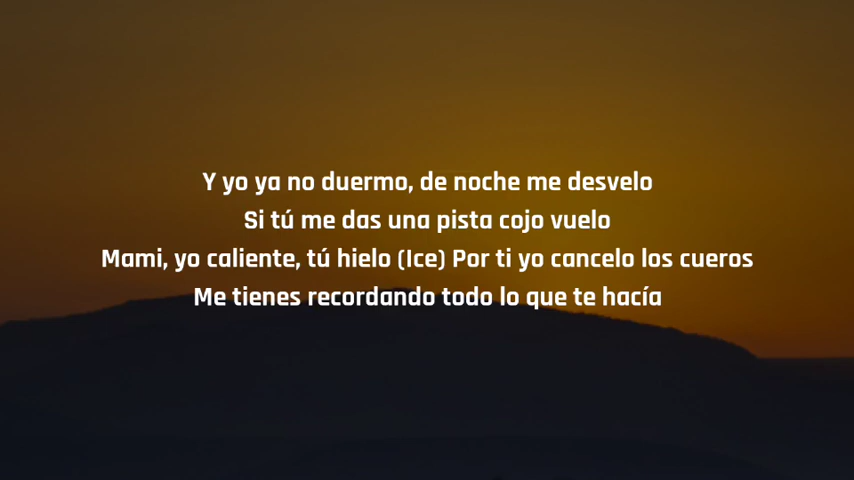 Y yo ya no duermo, de noche me desvelo
Si tú me das una pista cojo vuelo
Mami, yo caliente, tú hielo (Ice) Por ti yo cancelo los cueros
Me tienes recordando todo lo que te hacía